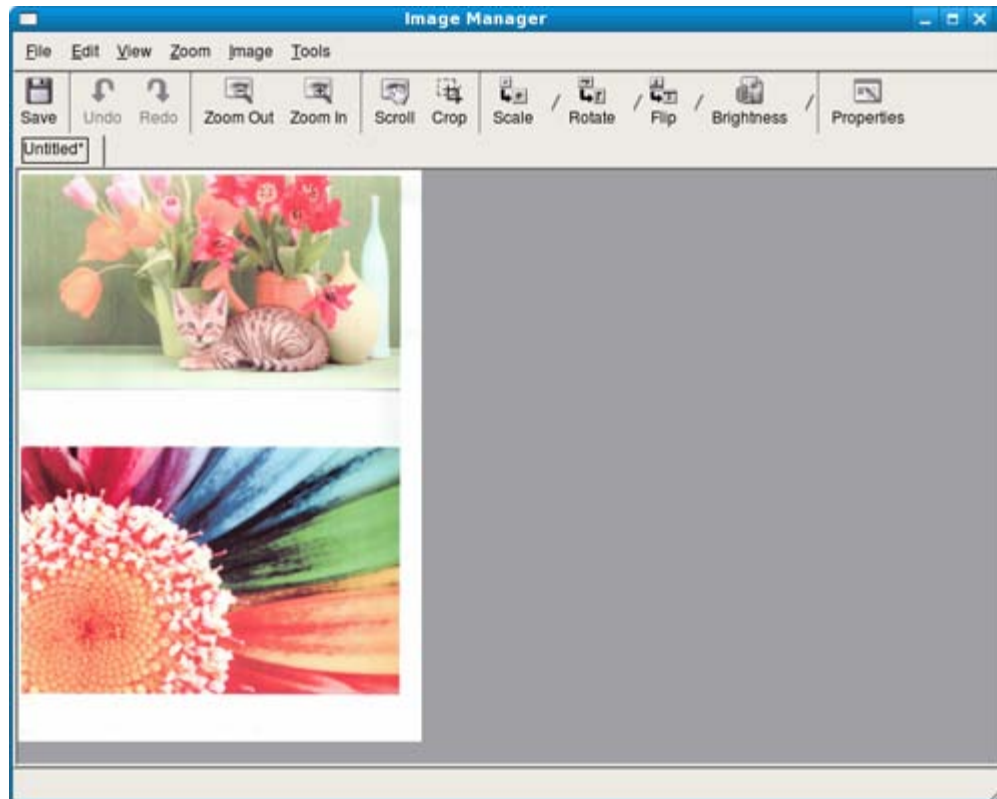 Image Manager
File Edit View Zoom Image Tools
Save Undo Redo Zoom Out Zoom In Scroll Crop Scale / Rotate / Flip / Brightness / Properties
Untitled*